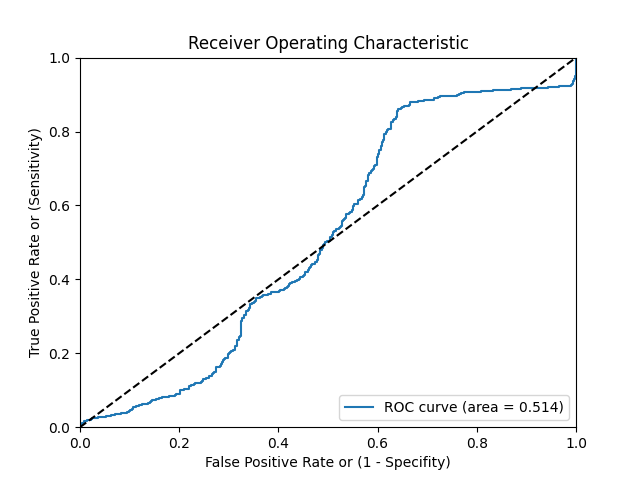 Receiver Operating Characteristic
True Positive Rate or (Sensitivity)
1.0
0.8
0.6
0.4
0.2
0.0
ROC curve (area = 0.514)
0.0 0.2 0.4 0.6 0.8 1.0
False Positive Rate or (1 - Specifity)